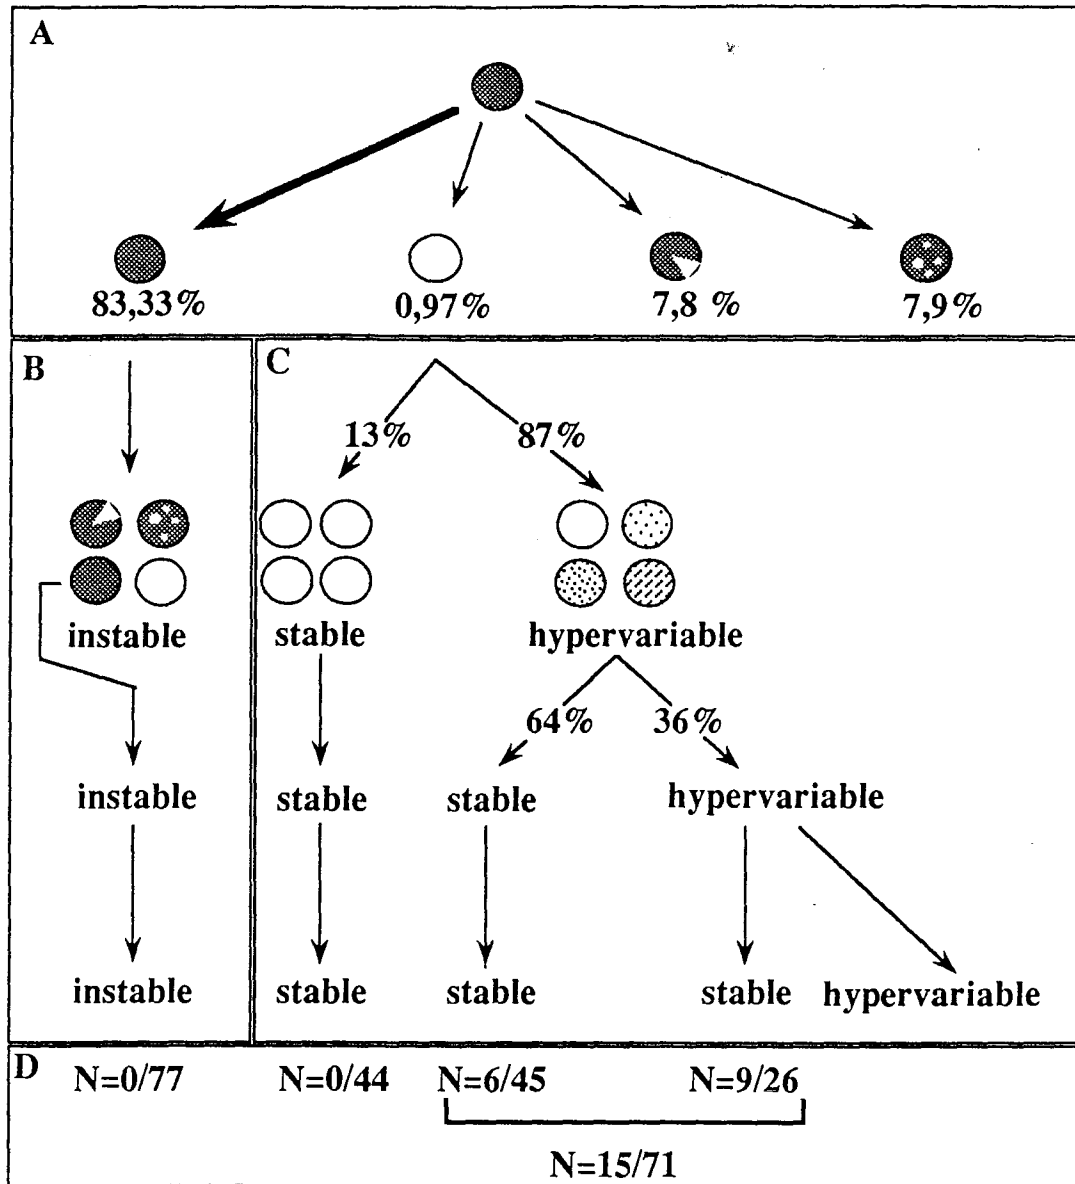 A
83,33%
0,97%
7,8 %
7,9%
B
C
13%
87%
instable
stable
hypervariable
64%
36%
instable
stable
stable
hypervariable
instable
stable
stable
stable
hypervariable
D
N=0/77
N=0/44
N=6/45
N=9/26
N=15/71